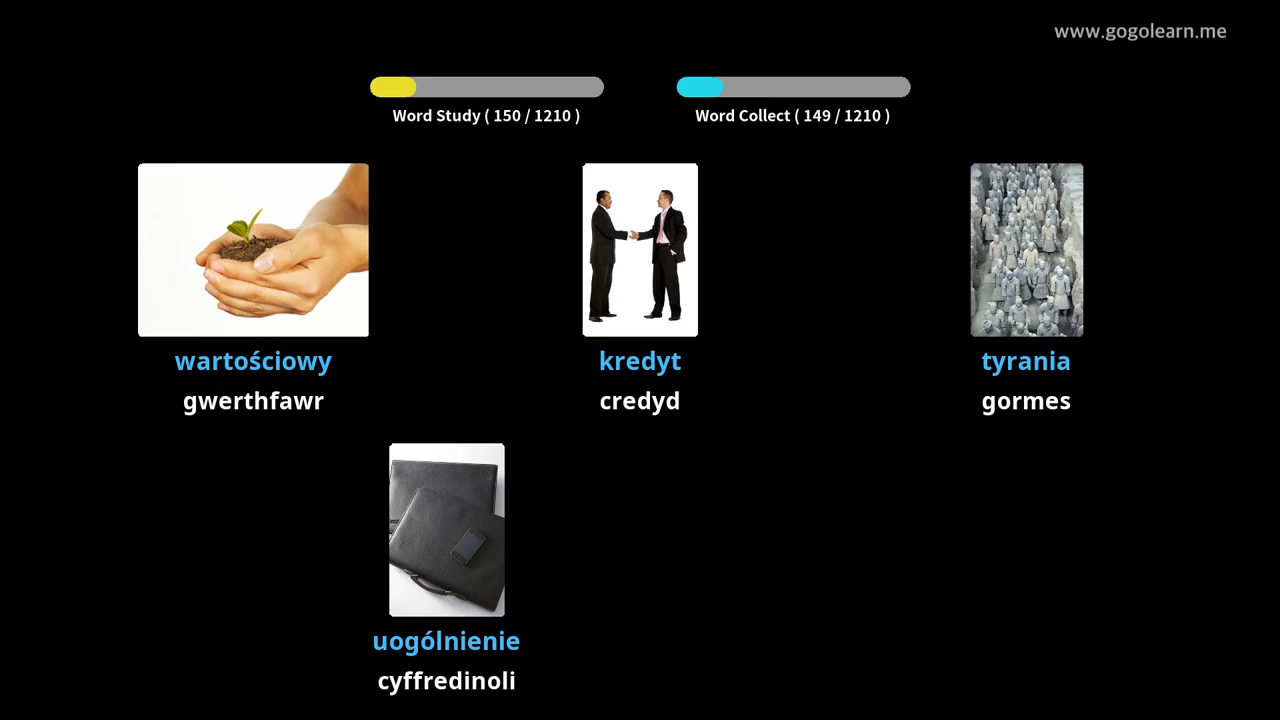 www.gogolearn.me
Word Study ( 150 / 1210 )
Word Collect ( 149 / 1210 )
wartościowy
gwerthfawr
kredyt
credyd
tyrania
gormes
uogólnienie
cyffredinoli